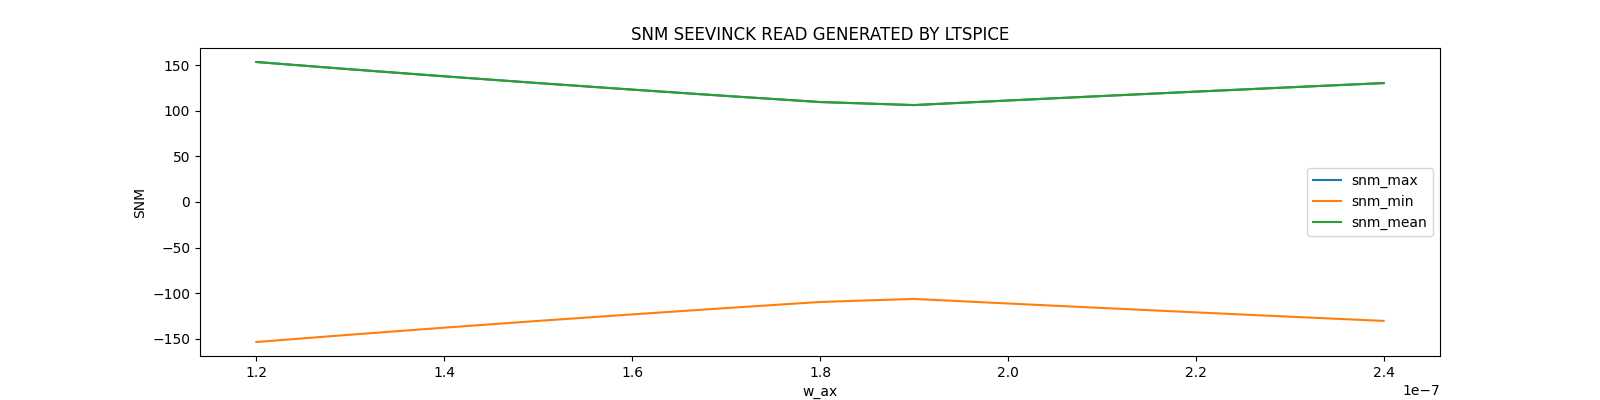 SNM SEEVINCK READ GENERATED BY LTSPICE
150
100
50
0
−50
−100
−150
SNM
snm_max
snm_min
snm_mean
1.2 1.4 1.6 1.8 2.0 2.2 2.4
1e−7
w_ax